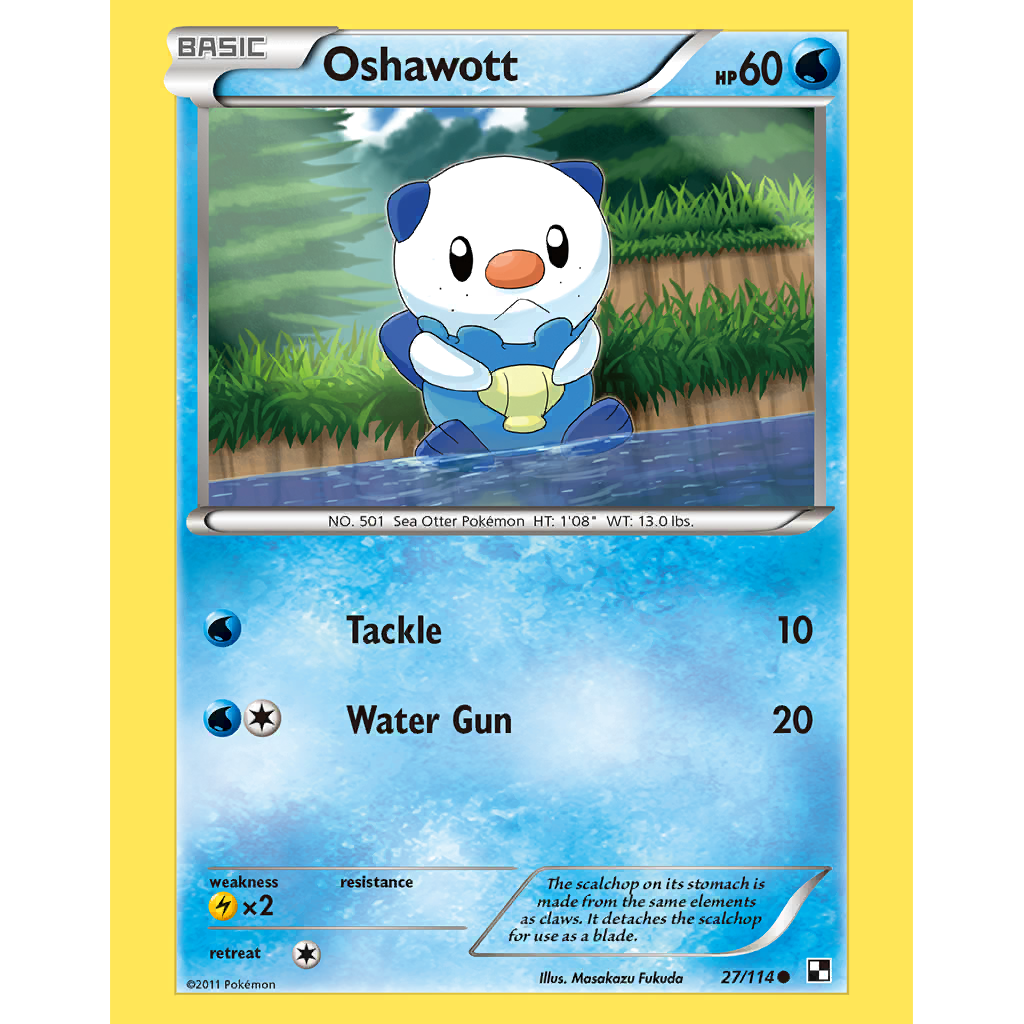 BASIC
Oshawott
HP60
NO. 501 Sea Otter Pokémon HT: 1'08" WT: 13.0 lbs.
Tackle 10
Water Gun 20
weakness resistance
×2
The scalchop on its stomach is
made from the same elements
as claws. It detaches the scalchop
for use as a blade.
retreat
Illus. Masakazu Fukuda 27/114
©2011 Pokémon